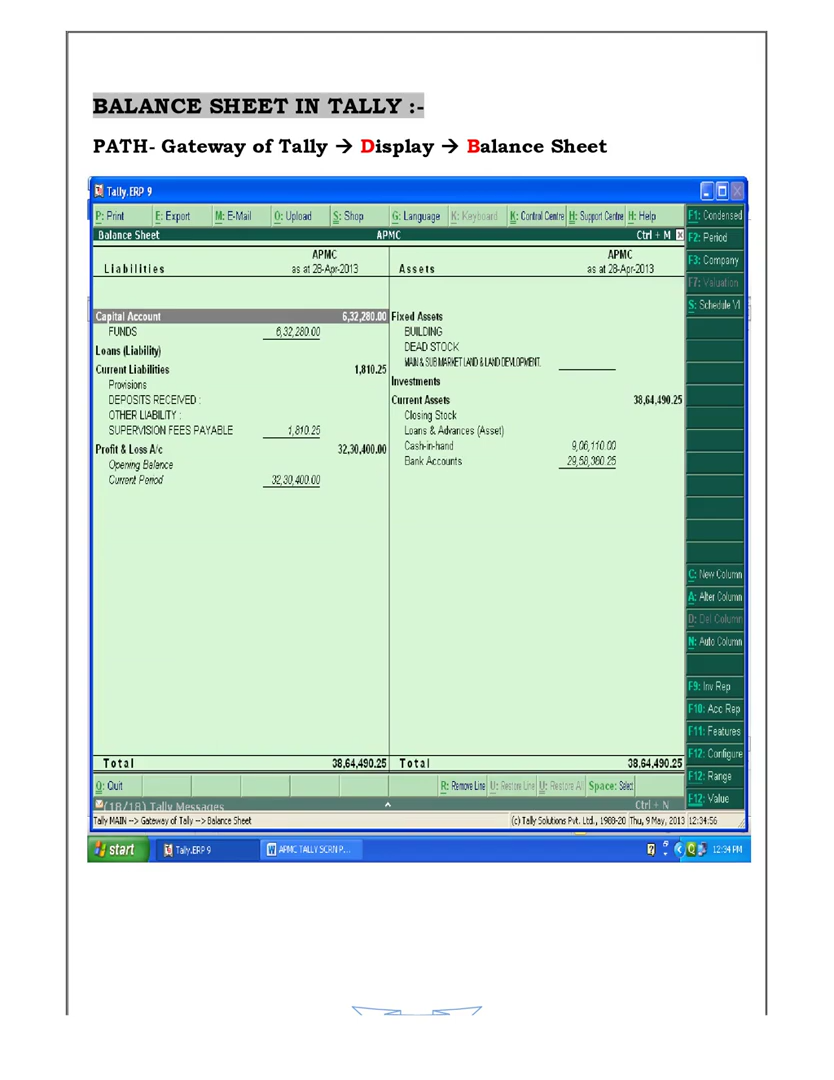 BALANCE SHEET IN TALLY :-
PATH- Gateway of Tally → Display → Balance Sheet
Tally.ERP 9
P: Print E: Export M: E-Mail O: Upload S: Shop G: Language K: Keyboard K: Control Centre H: Support Centre H: Help F1: Condensed
Balance Sheet APMC Ctrl + M F2: Period
APMC APMC
Liabilities as at 28-Apr-2013 Assets as at 28-Apr-2013
F3: Company
F7: Valuation
S: Schedule VI
Capital Account 6,32,280.00 Fixed Assets
FUNDS 6,32,280.00 BUILDING
Loans (Liability) DEAD STOCK
MAIN & SUB MARKET LAND & LAND DEVLOPMENT.
Current Liabilities 1,810.25 Investments
Provisions
DEPOSITS RECEIVED : Current Assets 38,64,490.25
OTHER LIABILITY : Closing Stock
SUPERVISION FEES PAYABLE 1,810.25 Loans & Advances (Asset)
Profit & Loss A/c 32,30,400.00 Cash-in-hand 9,06,110.00
Opening Balance Bank Accounts 29,58,380.25
Current Period 32,30,400.00
C: New Column
A: Alter Column
D: Del Column
N: Auto Column
F9: Inv Rep
F10: Acc Rep
F11: Features
F12: Configure
Total 38,64,490.25 Total 38,64,490.25
F12: Range
Q: Quit R: Remove Line U: Restore Line U: Restore All Space: Select
F12: Value
(18/18) Tally Messages Ctrl + N
Tally MAIN --> Gateway of Tally --> Balance Sheet (c) Tally Solutions Pvt. Ltd., 1988-20 Thu, 9 May, 2013 12:34:56
start Tally.ERP 9 APMC TALLY SCRN P... 12:34 PM